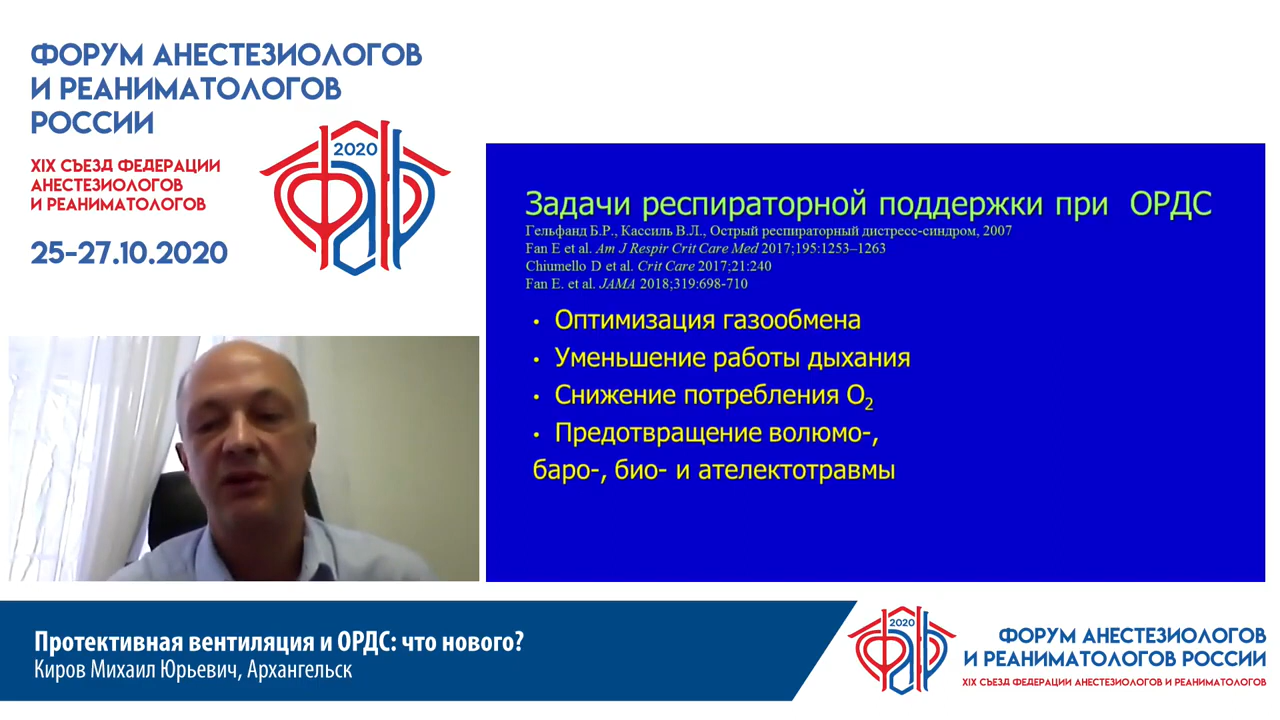 ФОРУМ АНЕСТЕЗИОЛОГОВ
И РЕАНИМАТОЛОГОВ
РОССИИ
XIX СЪЕЗД ФЕДЕРАЦИИ
АНЕСТЕЗИОЛОГОВ
И РЕАНИМАТОЛОГОВ
25-27.10.2020
2020
ФАР
Задачи респираторной поддержки при ОРДС
Гельфанд Б.Р., Кассиль В.Л., Острый респираторный дистресс-синдром, 2007
Fan E et al. Am J Respir Crit Care Med 2017;195:1253–1263
Chiumello D et al. Crit Care 2017;21:240
Fan E. et al. JAMA 2018;319:698-710
• Оптимизация газообмена
• Уменьшение работы дыхания
• Снижение потребления O₂
• Предотвращение волюмо-,
баро-, био- и ателектотравмы
Протективная вентиляция и ОРДС: что нового?
Киров Михаил Юрьевич, Архангельск
2020
ФАР
ФОРУМ АНЕСТЕЗИОЛОГОВ
И РЕАНИМАТОЛОГОВ РОССИИ
XIX СЪЕЗД ФЕДЕРАЦИИ АНЕСТЕЗИОЛОГОВ И РЕАНИМАТОЛОГОВ